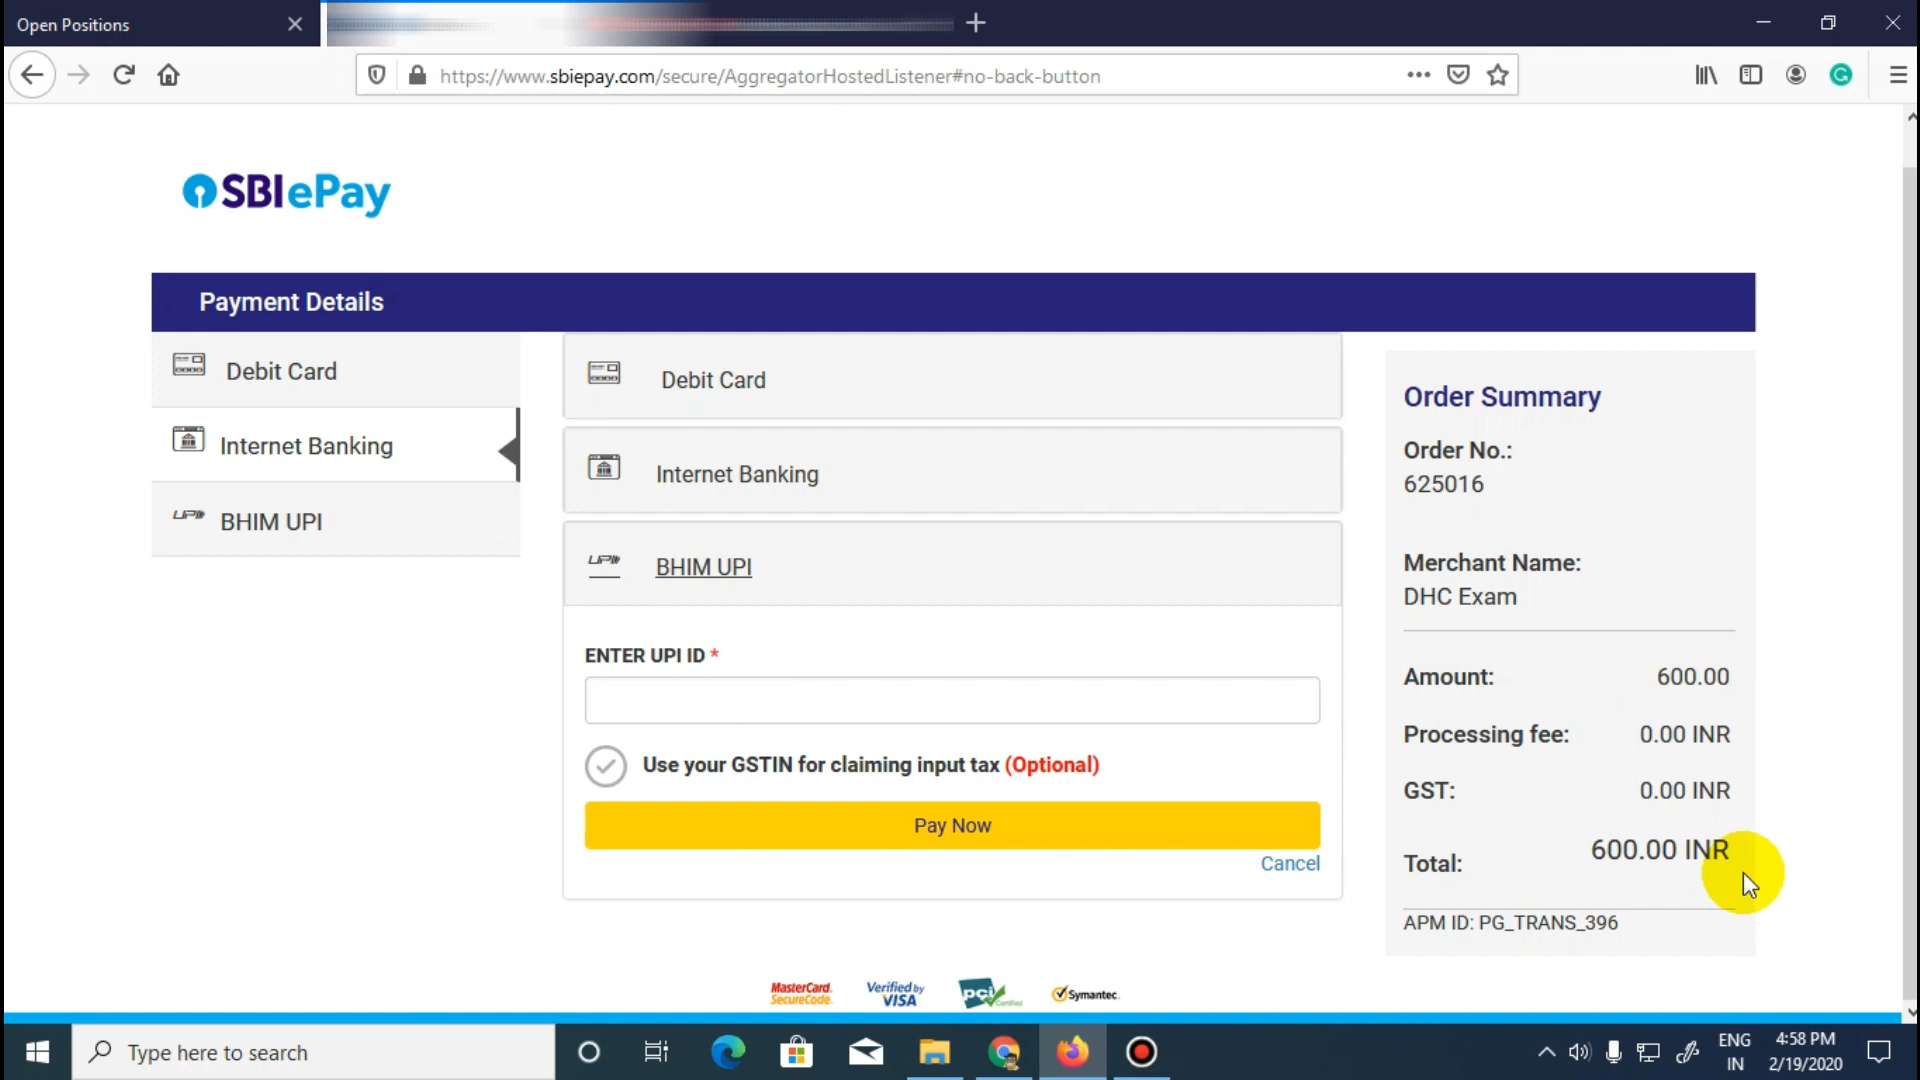 Open Positions
https://www.sbiepay.com/secure/AggregatorHostedListener#no-back-button
SBI ePay
Payment Details
Debit Card
Internet Banking
BHIM UPI
Debit Card
Internet Banking
BHIM UPI
ENTER UPI ID *
Use your GSTIN for claiming input tax (Optional)
Pay Now
Cancel
Order Summary
Order No.:
625016
Merchant Name:
DHC Exam
Amount: 600.00
Processing fee: 0.00 INR
GST: 0.00 INR
Total: 600.00 INR
APM ID: PG_TRANS_396
MasterCard.
SecureCode.
Verified by
VISA
pci
Certified
Symantec.
Type here to search
ENG
IN
4:58 PM
2/19/2020